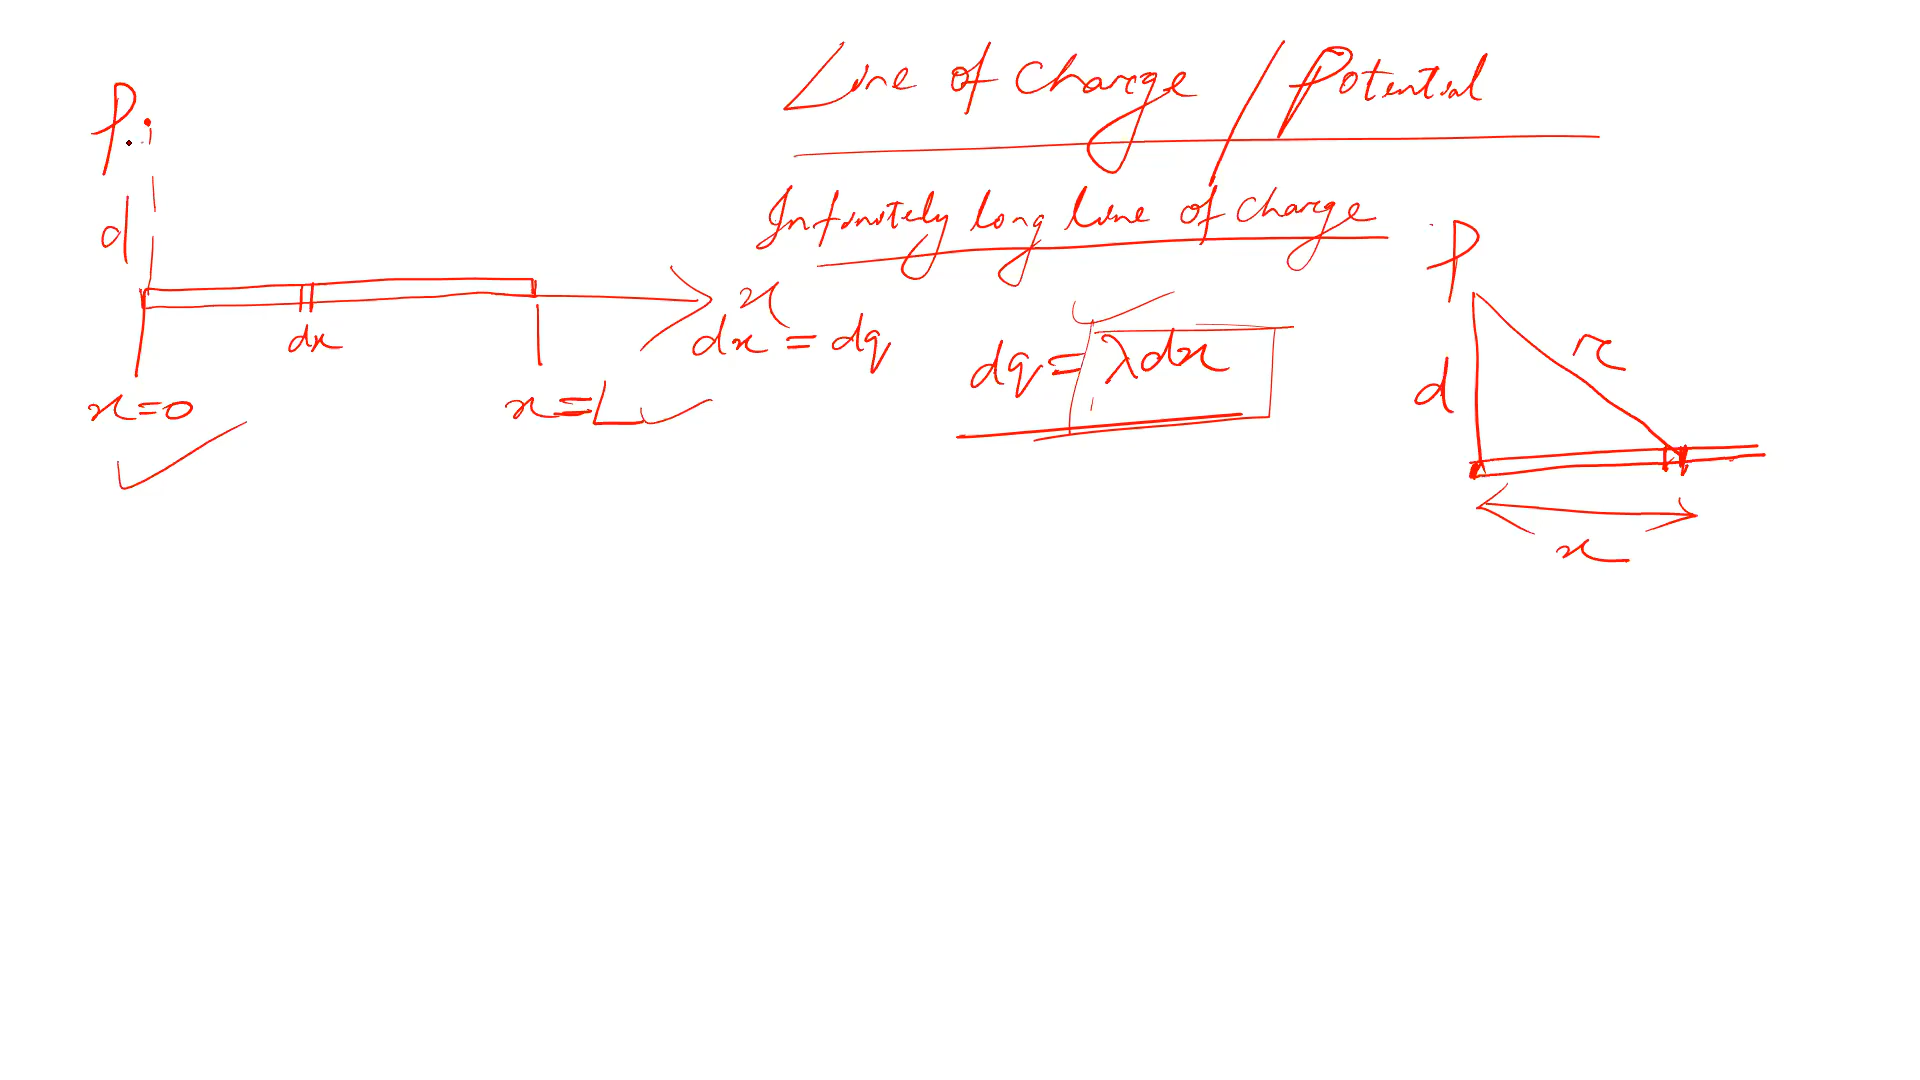 Line of Charge / Potential
Infinitely long line of charge
P
d
dx
x
x=0
x=L
dx = dq
dq = λdx
P
d
r
x